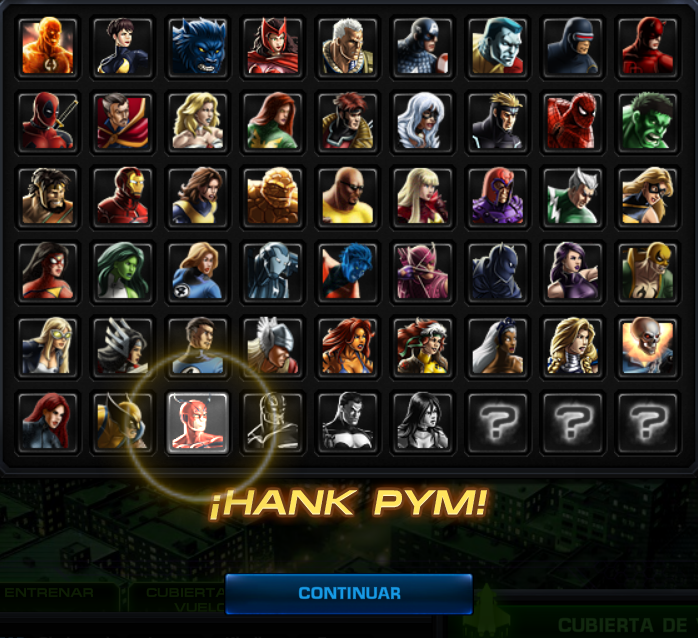 ¡HANK PYM!
ENTRENAR
CUBIERTA
VUELO
CONTINUAR
CUBIERTA DE